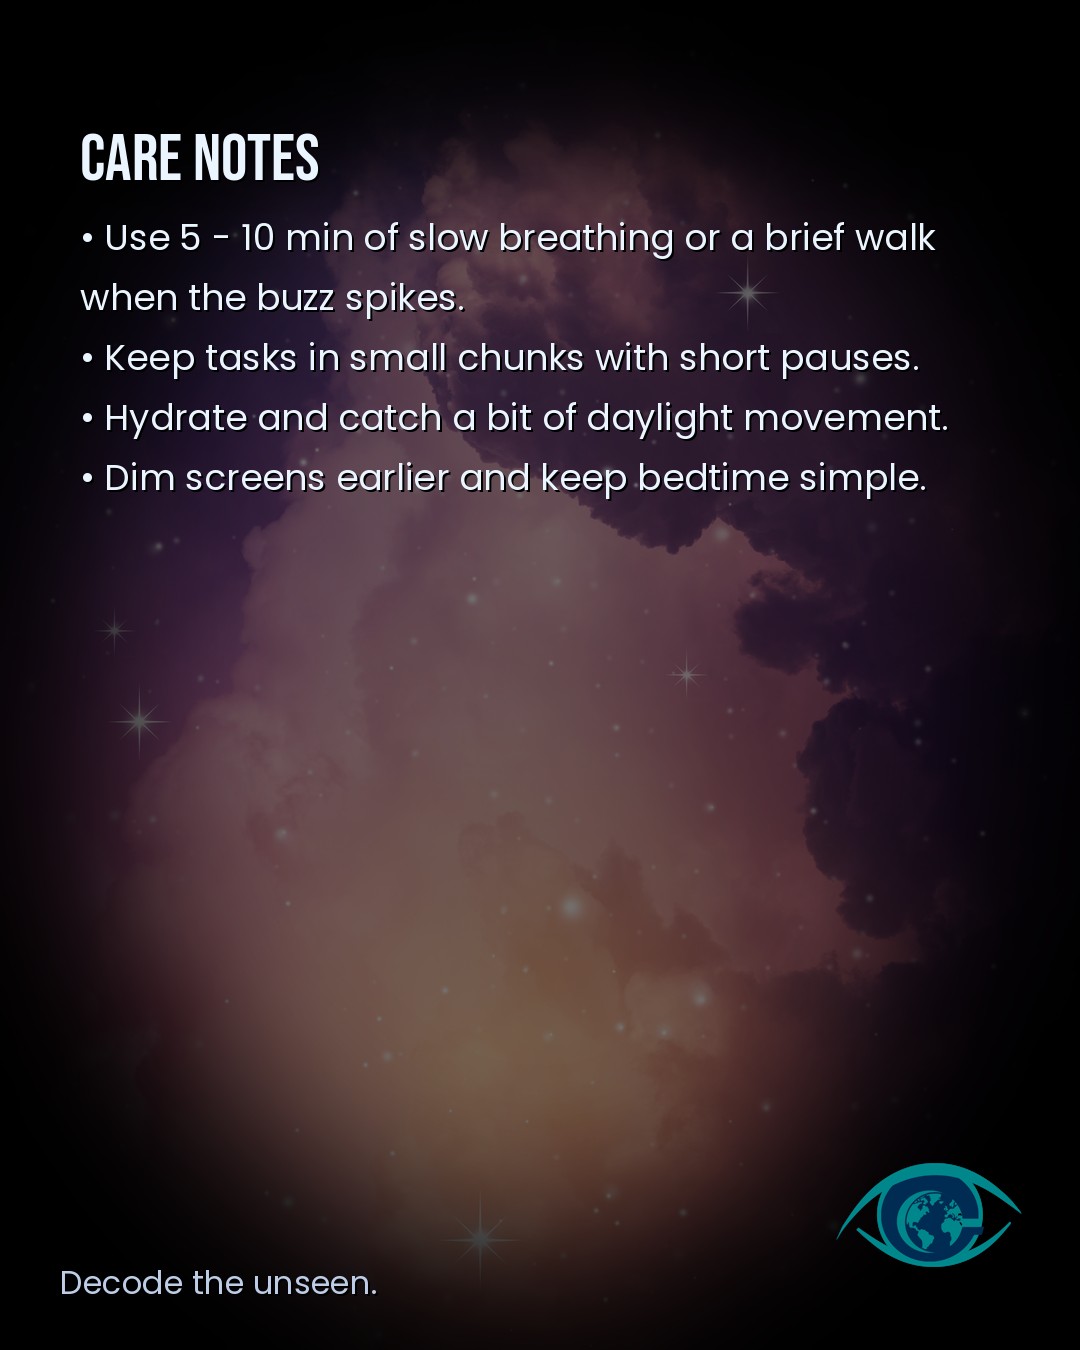 CARE NOTES
• Use 5 - 10 min of slow breathing or a brief walk
when the buzz spikes.
• Keep tasks in small chunks with short pauses.
• Hydrate and catch a bit of daylight movement.
• Dim screens earlier and keep bedtime simple.
Decode the unseen.